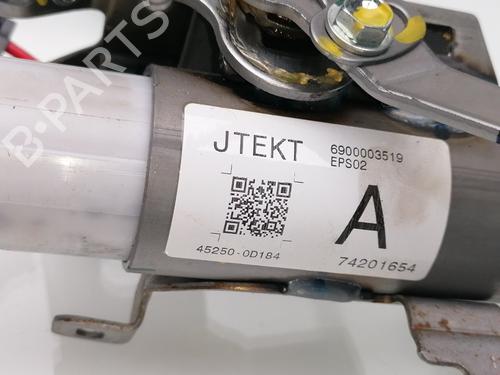 B-PARTS
JTEKT
6900003519
EPS02
A
45250-0D184
74201654